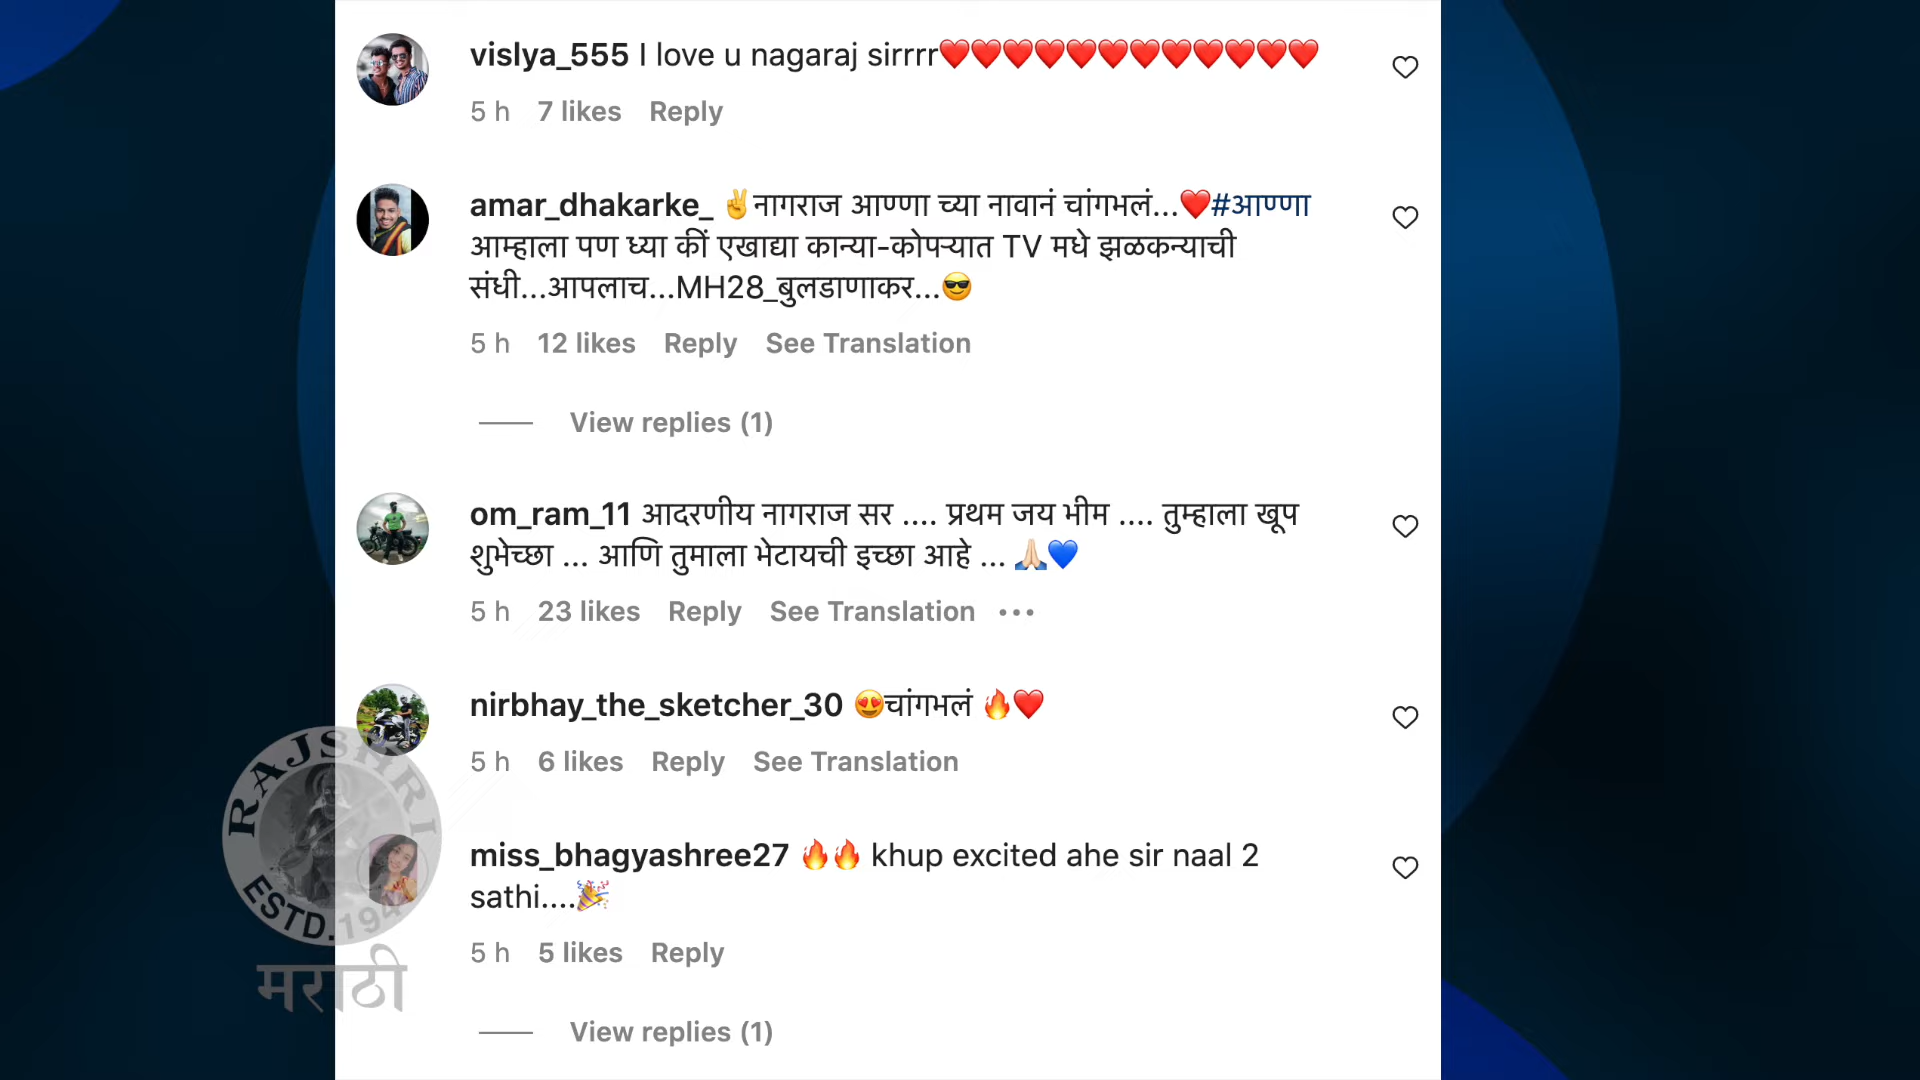 vislya_555 I love u nagaraj sirrrr❤️❤️❤️❤️❤️❤️❤️❤️❤️❤️❤️❤️
5 h 7 likes Reply
amar_dhakarke_ ✌️नागराज आण्णा च्या नावानं चांगभलं...❤️#आण्णा
आम्हाला पण ध्या कीं एखाद्या कान्या-कोपऱ्यात TV मधे झळकन्याची
संधी...आपलाच...MH28_बुलडाणाकर...😎
5 h 12 likes Reply See Translation
View replies (1)
om_ram_11 आदरणीय नागराज सर .... प्रथम जय भीम .... तुम्हाला खूप
शुभेच्छा ... आणि तुमाला भेटायची इच्छा आहे ... 🙏🏻💙
5 h 23 likes Reply See Translation •••
nirbhay_the_sketcher_30 😍चांगभलं 🔥❤️
5 h 6 likes Reply See Translation
miss_bhagyashree27 🔥🔥 khup excited ahe sir naal 2
sathi....🎉
5 h 5 likes Reply
View replies (1)
RAJSHRI
ESTD.194
मराठी